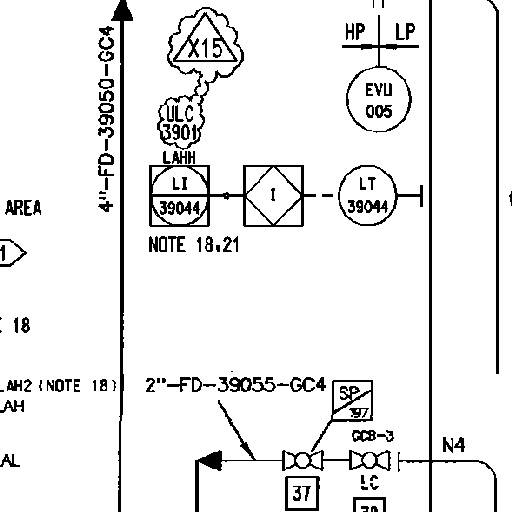 4"-FD-39050-GC4
X15
HP LP
EVU
005
ULC
3901
LAHH
LI
39044
I
LT
39044
AREA
NOTE 18,21
1
18
LAH2 (NOTE 18)
LAH
AL
2"-FD-39055-GC4
SP
397
GCB-3
N4
37
LC